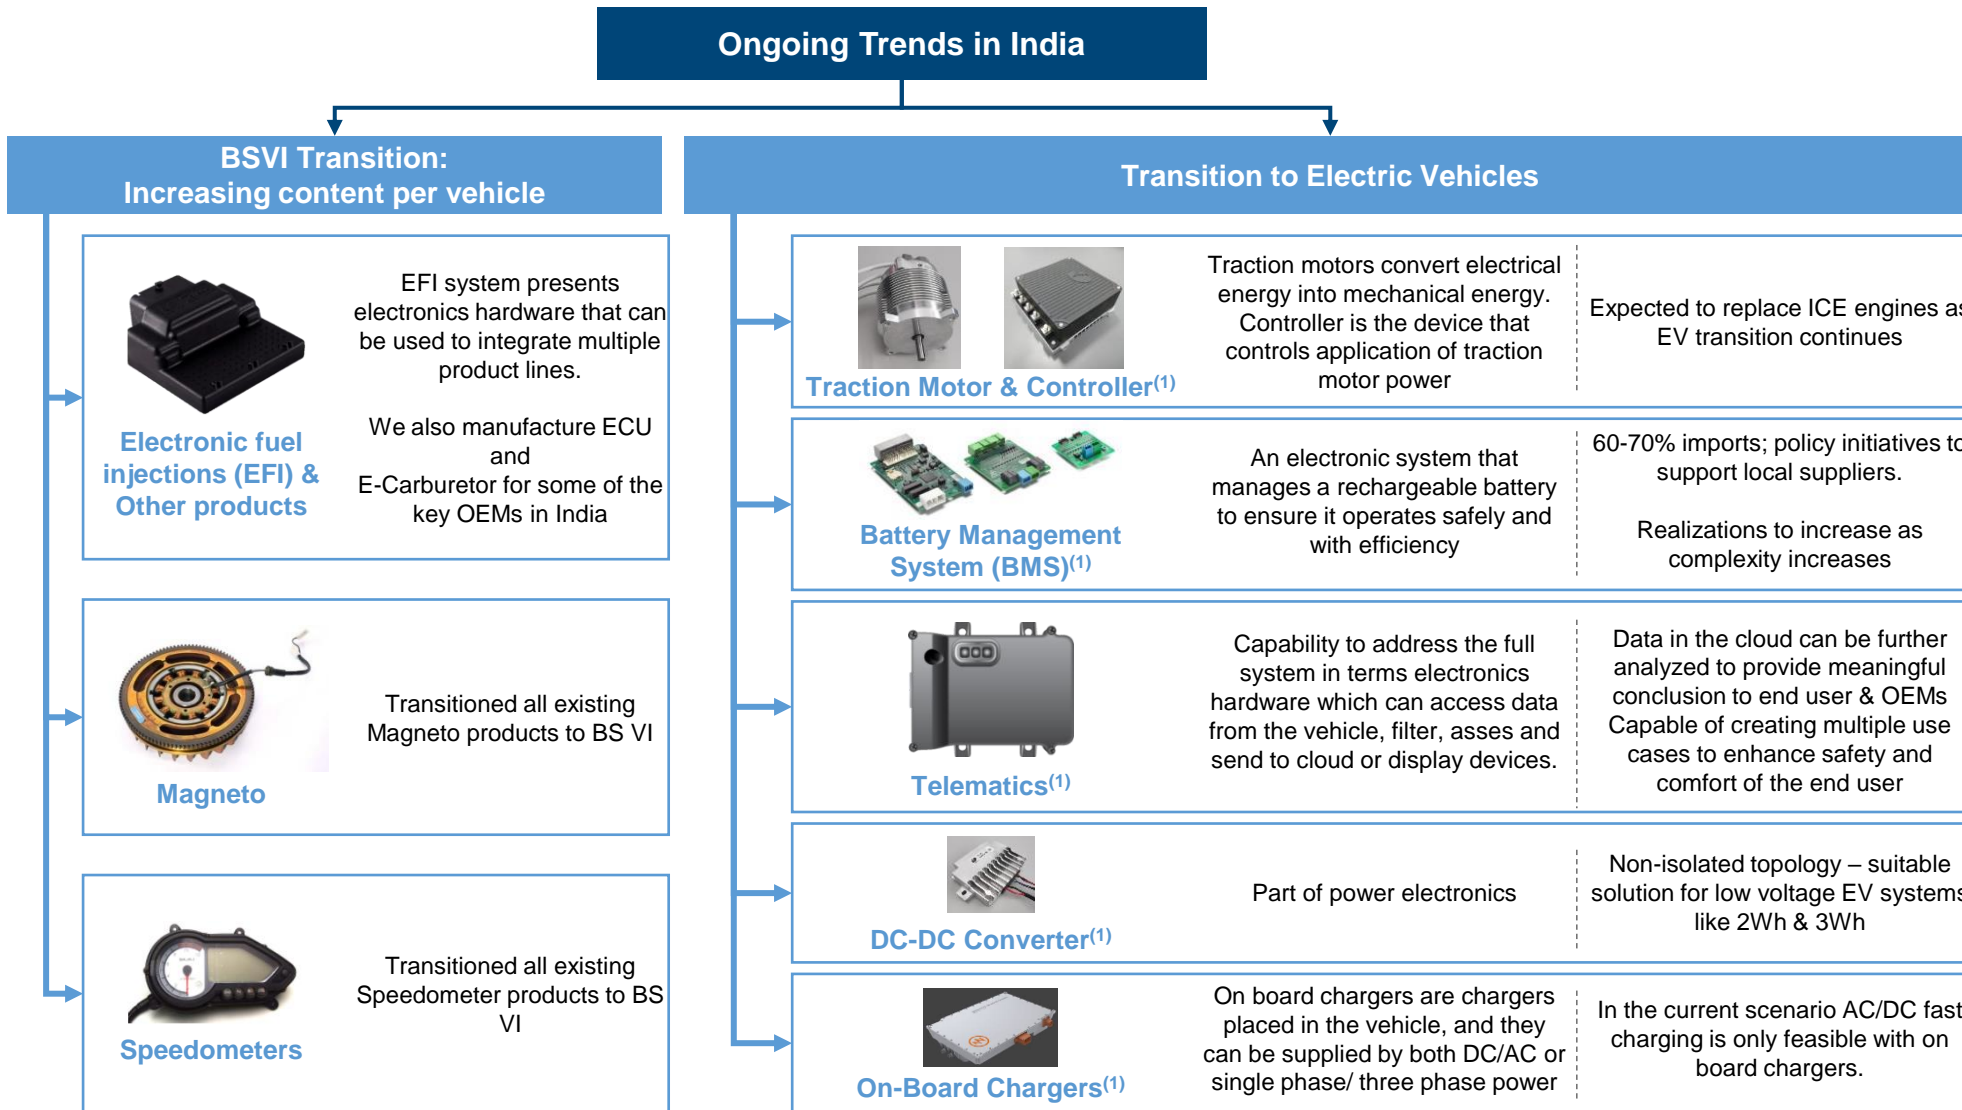 Ongoing Trends in India
BSVI Transition:
Increasing content per vehicle
EFI system presents
electronics hardware that can
be used to integrate multiple
product lines.
We also manufacture ECU
and
E-Carburetor for some of the
key OEMs in India
Electronic fuel
injections (EFI) &
Other products
Transitioned all existing
Magneto products to BS VI
Magneto
Transitioned all existing
Speedometer products to BS
VI
Speedometers
Transition to Electric Vehicles
Traction Motor & Controller(1)
Traction motors convert electrical
energy into mechanical energy.
Controller is the device that
controls application of traction
motor power
Expected to replace ICE engines as
EV transition continues
Battery Management
System (BMS)(1)
An electronic system that
manages a rechargeable battery
to ensure it operates safely and
with efficiency
60-70% imports; policy initiatives to
support local suppliers.
Realizations to increase as
complexity increases
Telematics(1)
Capability to address the full
system in terms electronics
hardware which can access data
from the vehicle, filter, asses and
send to cloud or display devices.
Data in the cloud can be further
analyzed to provide meaningful
conclusion to end user & OEMs
Capable of creating multiple use
cases to enhance safety and
comfort of the end user
DC-DC Converter(1)
Part of power electronics
Non-isolated topology – suitable
solution for low voltage EV systems
like 2Wh & 3Wh
On-Board Chargers(1)
On board chargers are chargers
placed in the vehicle, and they
can be supplied by both DC/AC or
single phase/ three phase power
In the current scenario AC/DC fast
charging is only feasible with on
board chargers.